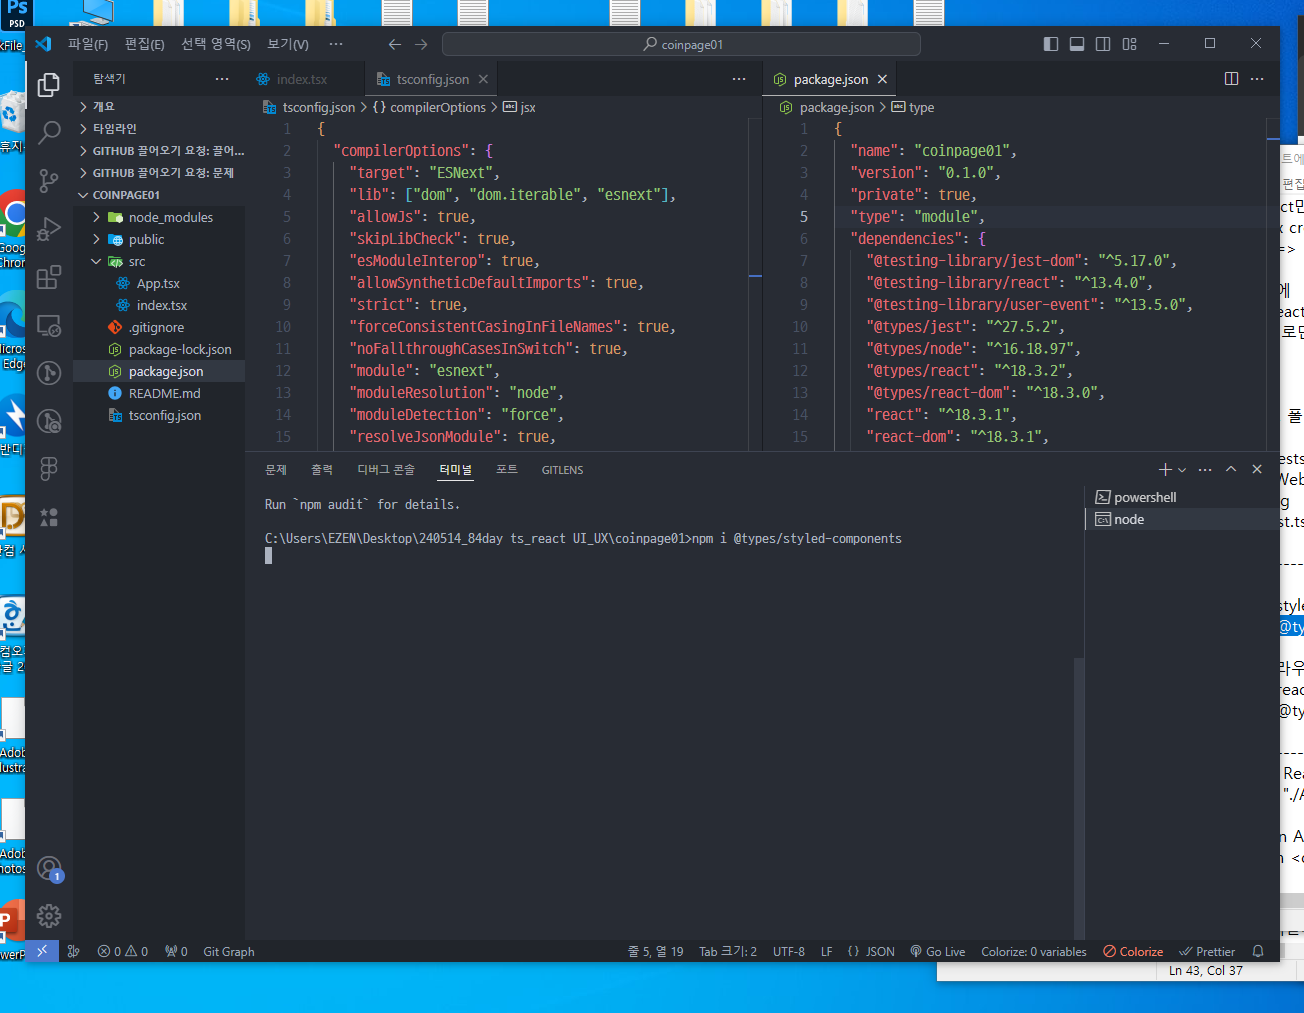 파일(F) 편집(E) 선택 영역(S) 보기(V) ··· coinpage01
탐색기 ···
개요
타임라인
GITHUB 끌어오기 요청: 끌어...
GITHUB 끌어오기 요청: 문제
COINPAGE01
node_modules
public
src
App.tsx
index.tsx
.gitignore
package-lock.json
package.json
README.md
tsconfig.json
index.tsx tsconfig.json ···
tsconfig.json > {} compilerOptions > jsx
1 {
2 "compilerOptions": {
3 "target": "ESNext",
4 "lib": ["dom", "dom.iterable", "esnext"],
5 "allowJs": true,
6 "skipLibCheck": true,
7 "esModuleInterop": true,
8 "allowSyntheticDefaultImports": true,
9 "strict": true,
10 "forceConsistentCasingInFileNames": true,
11 "noFallthroughCasesInSwitch": true,
12 "module": "esnext",
13 "moduleResolution": "node",
14 "moduleDetection": "force",
15 "resolveJsonModule": true,
package.json ···
package.json > type
1 {
2 "name": "coinpage01",
3 "version": "0.1.0",
4 "private": true,
5 "type": "module",
6 "dependencies": {
7 "@testing-library/jest-dom": "^5.17.0",
8 "@testing-library/react": "^13.4.0",
9 "@testing-library/user-event": "^13.5.0",
10 "@types/jest": "^27.5.2",
11 "@types/node": "^16.18.97",
12 "@types/react": "^18.3.2",
13 "@types/react-dom": "^18.3.0",
14 "react": "^18.3.1",
15 "react-dom": "^18.3.1",
문제 출력 디버그 콘솔 터미널 포트 GITLENS
Run `npm audit` for details.
C:\Users\EZEN\Desktop\240514_84day ts_react UI_UX\coinpage01>npm i @types/styled-components
powershell
node
1
0 0 0 Git Graph 줄 5, 열 19 Tab 크기: 2 UTF-8 LF {} JSON Go Live Colorize: 0 variables Colorize Prettier
Ln 43, Col 37
Ps
PSD
Chrom
Edge
편집